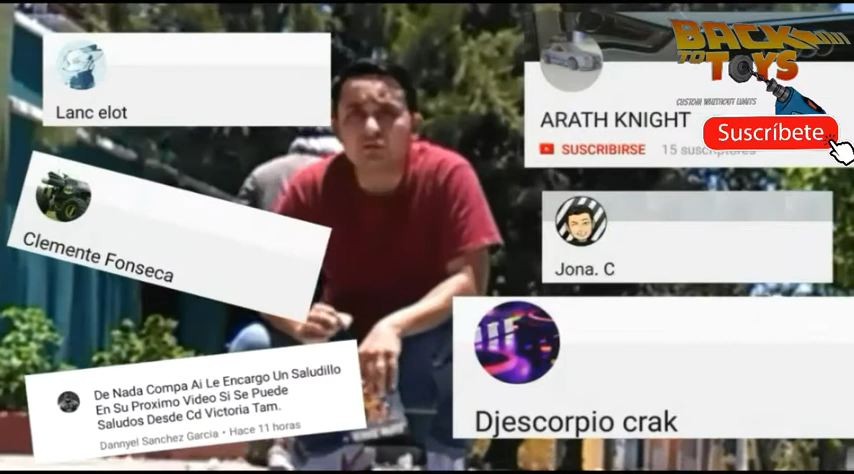 Lanc elot
BACK
TO TOYS
CUSTOM WITHOUT LIMITS
ARATH KNIGHT
Suscríbete
SUSCRIBIRSE 15 suscriptores
Clemente Fonseca
Jona. C
De Nada Compa Ai Le Encargo Un Saludillo
En Su Proximo Video Si Se Puede
Saludos Desde Cd Victoria Tam.
Dannyel Sanchez Garcia • Hace 11 horas
Djescorpio crak